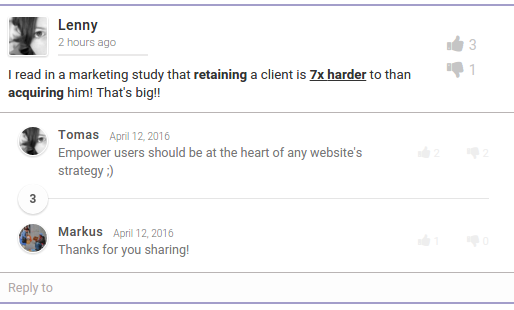 Lenny
2 hours ago
3
1
I read in a marketing study that retaining a client is 7x harder to than
acquiring him! That's big!!
Tomas April 12, 2016
Empower users should be at the heart of any website's
strategy ;)
2 2
3
Markus April 12, 2016
Thanks for you sharing!
1 0
Reply to